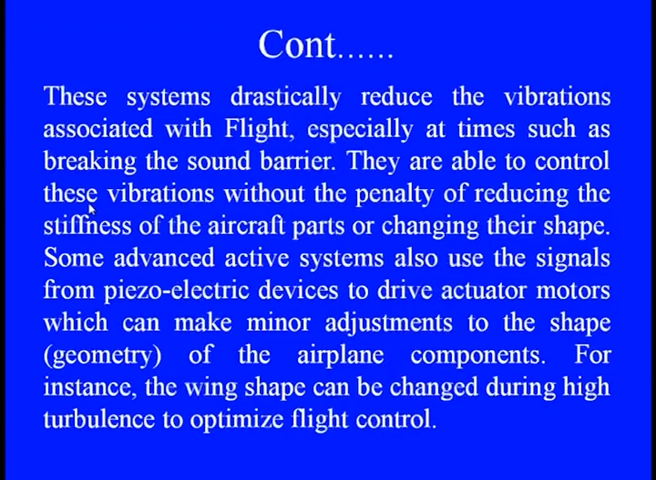 Cont......
These systems drastically reduce the vibrations
associated with Flight, especially at times such as
breaking the sound barrier. They are able to control
these vibrations without the penalty of reducing the
stiffness of the aircraft parts or changing their shape.
Some advanced active systems also use the signals
from piezo-electric devices to drive actuator motors
which can make minor adjustments to the shape
(geometry) of the airplane components. For
instance, the wing shape can be changed during high
turbulence to optimize flight control.